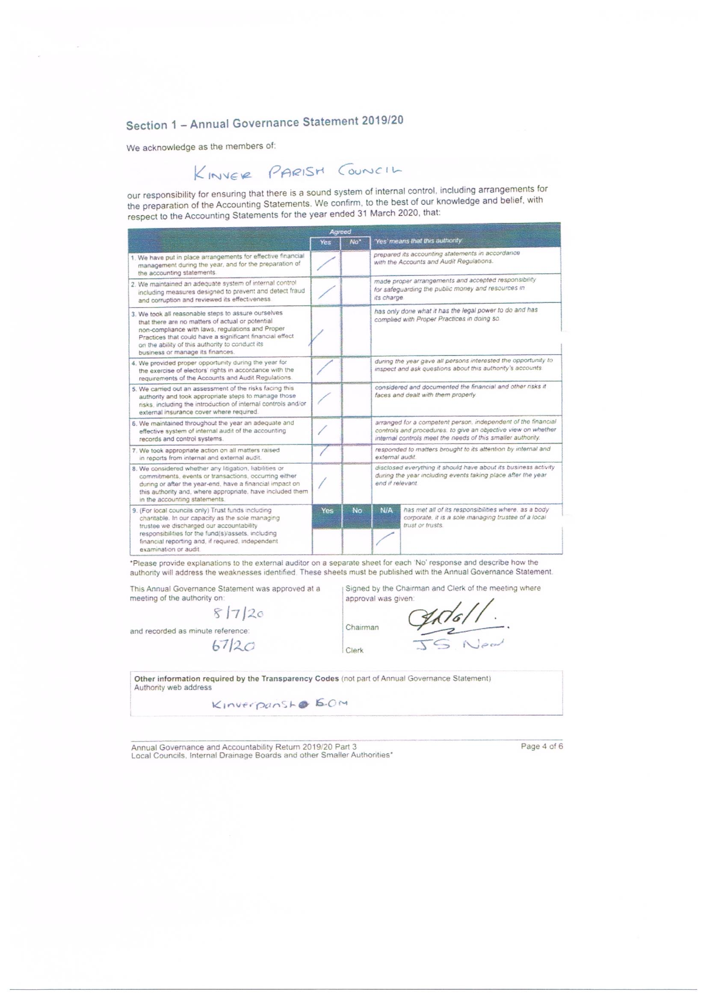 Section 1 – Annual Governance Statement 2019/20
We acknowledge as the members of:
KINVER PARISH COUNCIL
our responsibility for ensuring that there is a sound system of internal control, including arrangements for
the preparation of the Accounting Statements. We confirm, to the best of our knowledge and belief, with
respect to the Accounting Statements for the year ended 31 March 2020, that:
Agreed
Yes No* 'Yes' means that this authority:
1. We have put in place arrangements for effective financial
management during the year, and for the preparation of
the accounting statements.
prepared its accounting statements in accordance
with the Accounts and Audit Regulations.
2. We maintained an adequate system of internal control
including measures designed to prevent and detect fraud
and corruption and reviewed its effectiveness.
made proper arrangements and accepted responsibility
for safeguarding the public money and resources in
its charge.
3. We took all reasonable steps to assure ourselves
that there are no matters of actual or potential
non-compliance with laws, regulations and Proper
Practices that could have a significant financial effect
on the ability of this authority to conduct its
business or manage its finances.
has only done what it has the legal power to do and has
complied with Proper Practices in doing so.
4. We provided proper opportunity during the year for
the exercise of electors' rights in accordance with the
requirements of the Accounts and Audit Regulations.
during the year gave all persons interested the opportunity to
inspect and ask questions about this authority's accounts.
5. We carried out an assessment of the risks facing this
authority and took appropriate steps to manage those
risks, including the introduction of internal controls and/or
external insurance cover where required.
considered and documented the financial and other risks it
faces and dealt with them properly.
6. We maintained throughout the year an adequate and
effective system of internal audit of the accounting
records and control systems.
arranged for a competent person, independent of the financial
controls and procedures, to give an objective view on whether
internal controls meet the needs of this smaller authority.
7. We took appropriate action on all matters raised
in reports from internal and external audit.
responded to matters brought to its attention by internal and
external audit.
8. We considered whether any litigation, liabilities or
commitments, events or transactions, occurring either
during or after the year-end, have a financial impact on
this authority and, where appropriate, have included them
in the accounting statements.
disclosed everything it should have about its business activity
during the year including events taking place after the year
end if relevant.
9. (For local councils only) Trust funds including
charitable. In our capacity as the sole managing
trustee we discharged our accountability
responsibilities for the fund(s)/assets, including
financial reporting and, if required, independent
examination or audit.
Yes No N/A
has met all of its responsibilities where, as a body
corporate, it is a sole managing trustee of a local
trust or trusts.
*Please provide explanations to the external auditor on a separate sheet for each 'No' response and describe how the
authority will address the weaknesses identified. These sheets must be published with the Annual Governance Statement.
This Annual Governance Statement was approved at a
meeting of the authority on:
8/7/20
and recorded as minute reference:
67/20
Signed by the Chairman and Clerk of the meeting where
approval was given:
Chairman
Clerk
JS
Other information required by the Transparency Codes (not part of Annual Governance Statement)
Authority web address
Kinverparish
Annual Governance and Accountability Return 2019/20 Part 3
Local Councils, Internal Drainage Boards and other Smaller Authorities*
Page 4 of 6